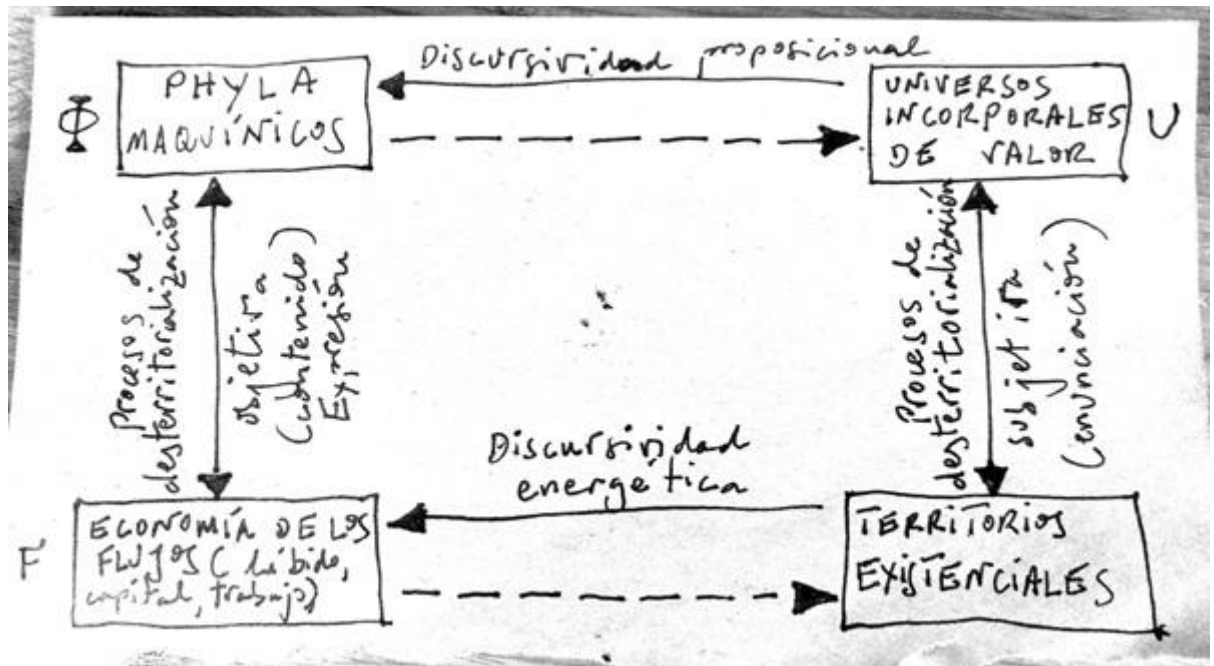 Discursividad proposicional
Φ
PHYLA
MAQUÍNICOS
UNIVERSOS
INCORPORALES
DE VALOR
U
Procesos de
desterritorialización
objetiva
(contenido)
Expresión
Procesos de
desterritorialización
subjetiva
(enunciación)
Discursividad
energética
F
ECONOMÍA DE LOS
FLUJOS (libido,
capital, trabajo)
TERRITORIOS
EXISTENCIALES